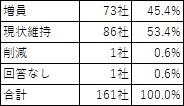 増員 73社 45.4%
現状維持 86社 53.4%
削減 1社 0.6%
回答なし 1社 0.6%
合計 161社 100.0%